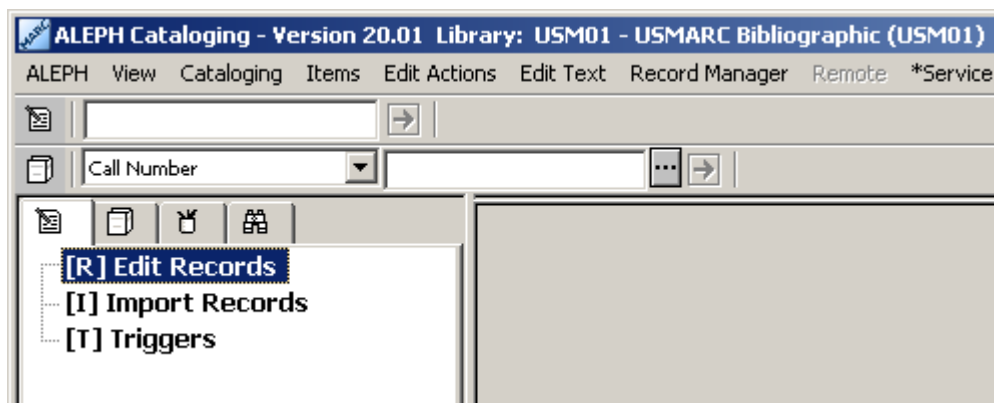 ALEPH Cataloging - Version 20.01 Library: USM01 - USMARC Bibliographic (USM01)
ALEPH View Cataloging Items Edit Actions Edit Text Record Manager Remote *Service
Call Number
[R] Edit Records
[I] Import Records
[T] Triggers